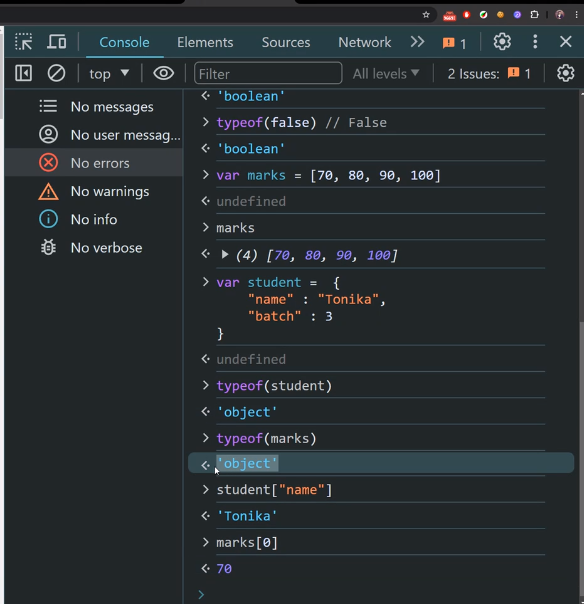 Console Elements Sources Network 1
top Filter All levels 2 Issues: 1
No messages
No user messag...
No errors
No warnings
No info
No verbose
'boolean'
typeof(false) // False
'boolean'
var marks = [70, 80, 90, 100]
undefined
marks
(4) [70, 80, 90, 100]
var student =  {
"name" : "Tonika",
"batch" : 3
}
undefined
typeof(student)
'object'
typeof(marks)
'object'
student["name"]
'Tonika'
marks[0]
70